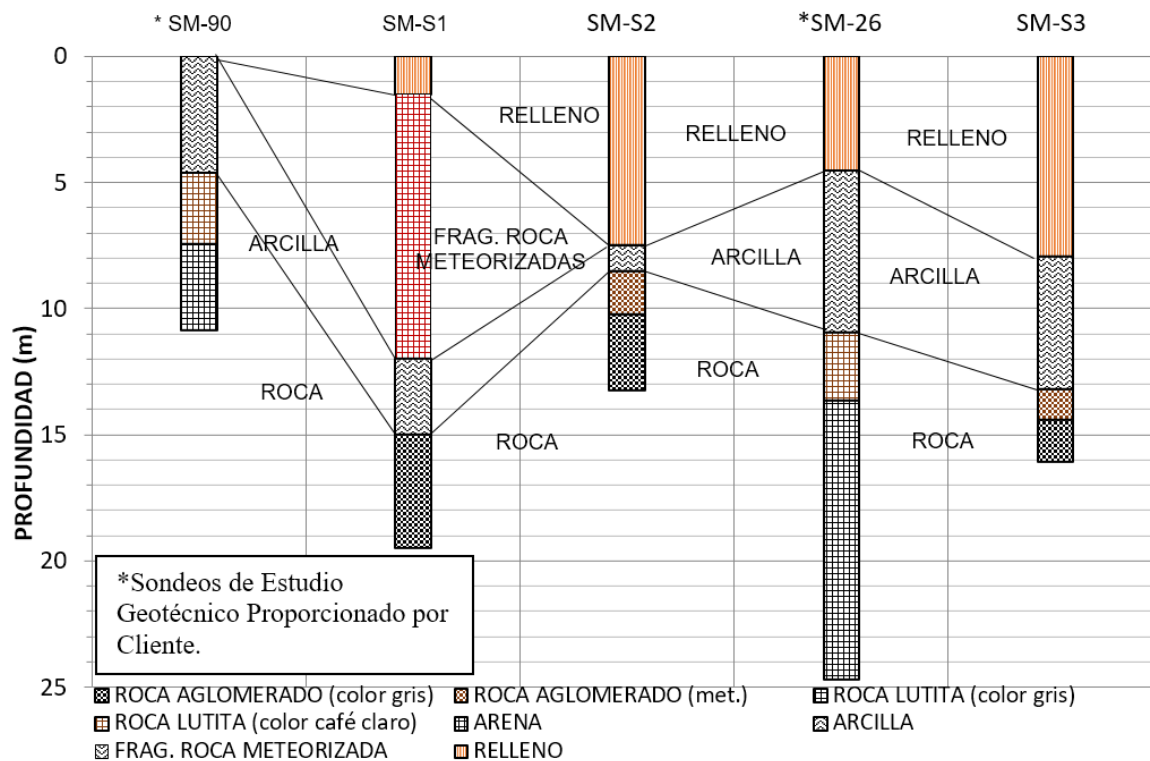 * SM-90 SM-S1 SM-S2 *SM-26 SM-S3
0
RELLENO RELLENO RELLENO
5
ARCILLA FRAG. ROCA
METEORIZADAS ARCILLA ARCILLA
10
ROCA ROCA
15
ROCA ROCA
20
25
PROFUNDIDAD (m)
*Sondeos de Estudio
Geotécnico Proporcionado por
Cliente.
ROCA AGLOMERADO (color gris) ROCA AGLOMERADO (met.) ROCA LUTITA (color gris)
ROCA LUTITA (color café claro) ARENA ARCILLA
FRAG. ROCA METEORIZADA RELLENO